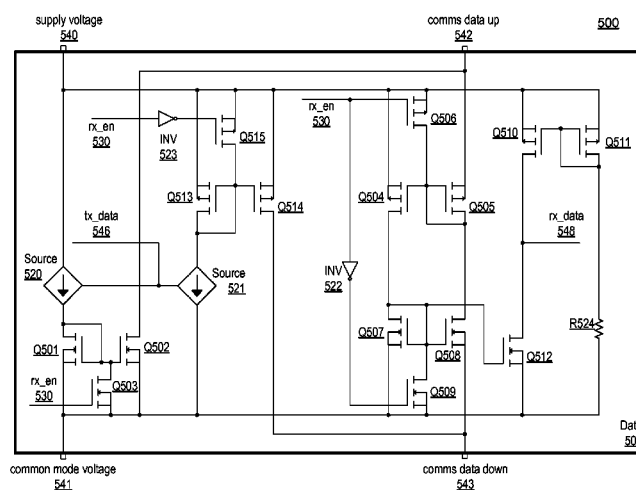 supply voltage
540
comms data up
542
500
rx_en
530
INV
523
Q515
rx_en
530
Q506
Q510
Q511
Q513
Q514
Q504
Q505
tx_data
546
rx_data
548
Source
520
Source
521
INV
522
R524
Q501
Q502
Q507
Q508
Q512
rx_en
530
Q503
Q509
common mode voltage
541
comms data down
543